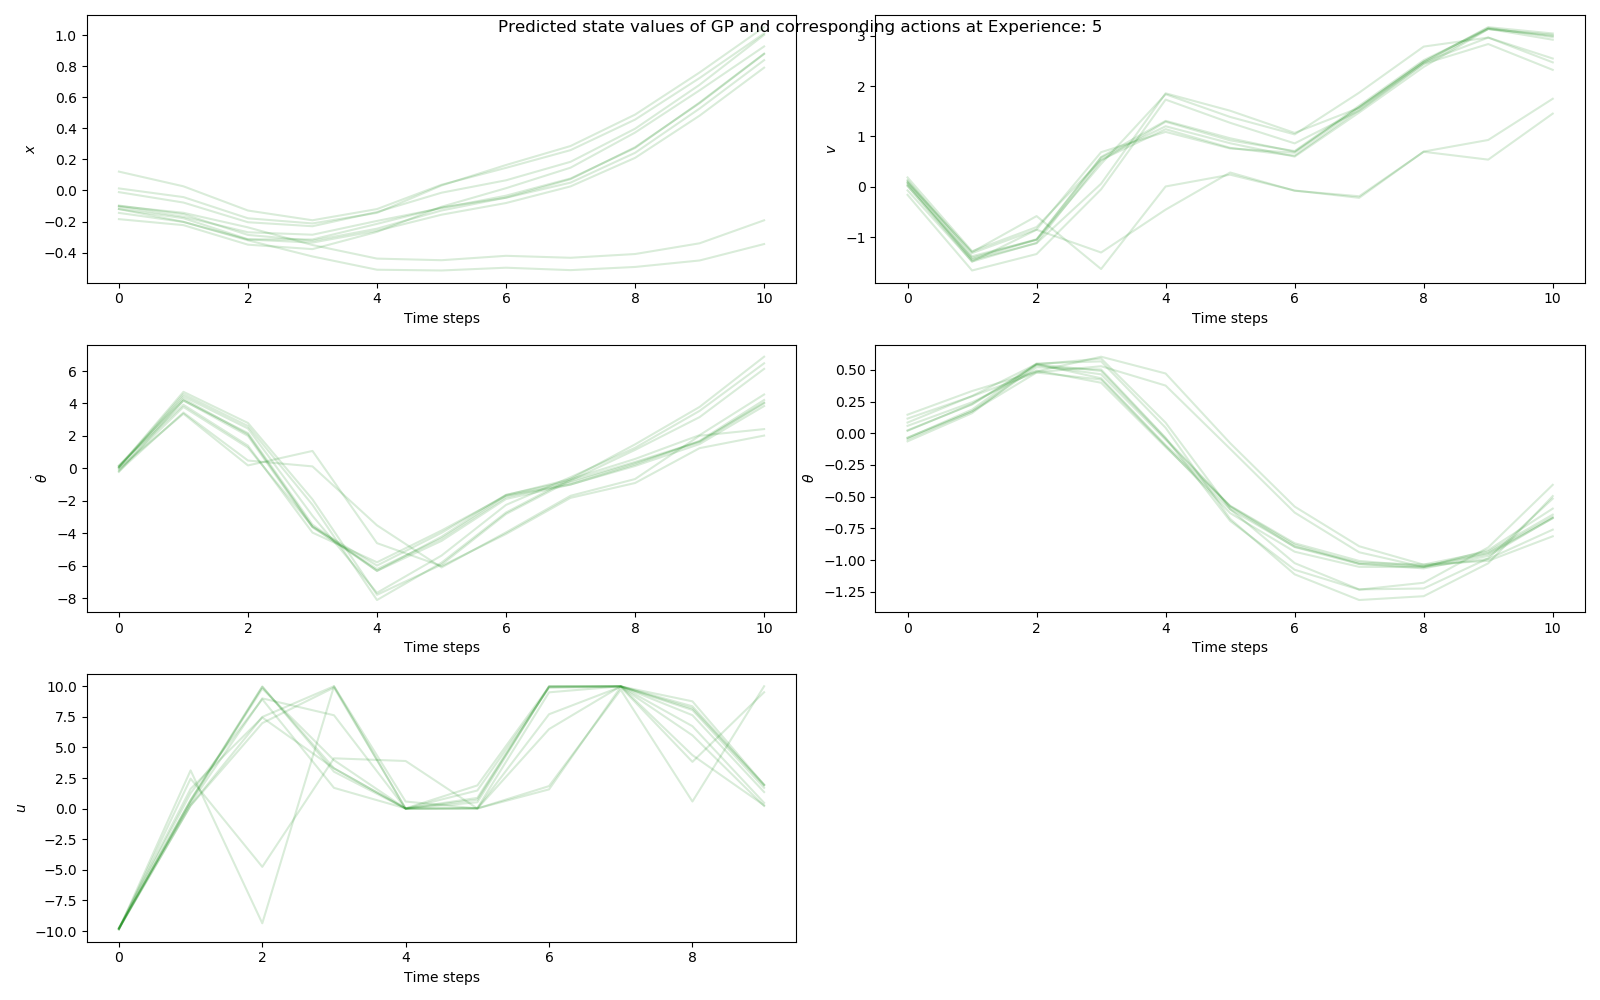 Predicted state values of GP and corresponding actions at Experience: 5
1.0
0.8
0.6
0.4
0.2
0.0
−0.2
−0.4
x
0 2 4 6 8 10
Time steps
3
2
1
0
−1
v
0 2 4 6 8 10
Time steps
6
4
2
0
−2
−4
−6
−8
θ̇
0 2 4 6 8 10
Time steps
0.50
0.25
0.00
−0.25
−0.50
−0.75
−1.00
−1.25
θ
0 2 4 6 8 10
Time steps
10.0
7.5
5.0
2.5
0.0
−2.5
−5.0
−7.5
−10.0
u
0 2 4 6 8
Time steps